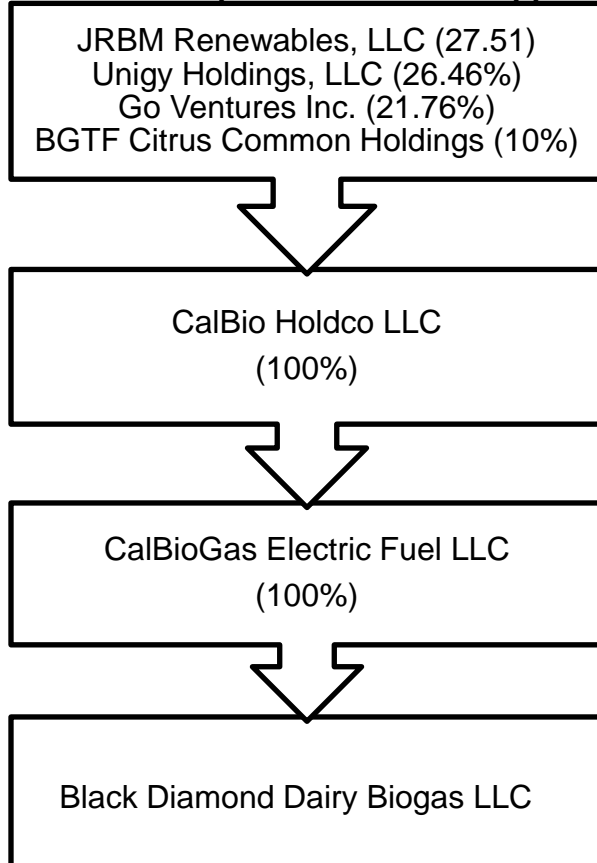 JRBM Renewables, LLC (27.51)
Unigy Holdings, LLC (26.46%)
Go Ventures Inc. (21.76%)
BGTF Citrus Common Holdings (10%)
CalBio Holdco LLC
(100%)
CalBioGas Electric Fuel LLC
(100%)
Black Diamond Dairy Biogas LLC